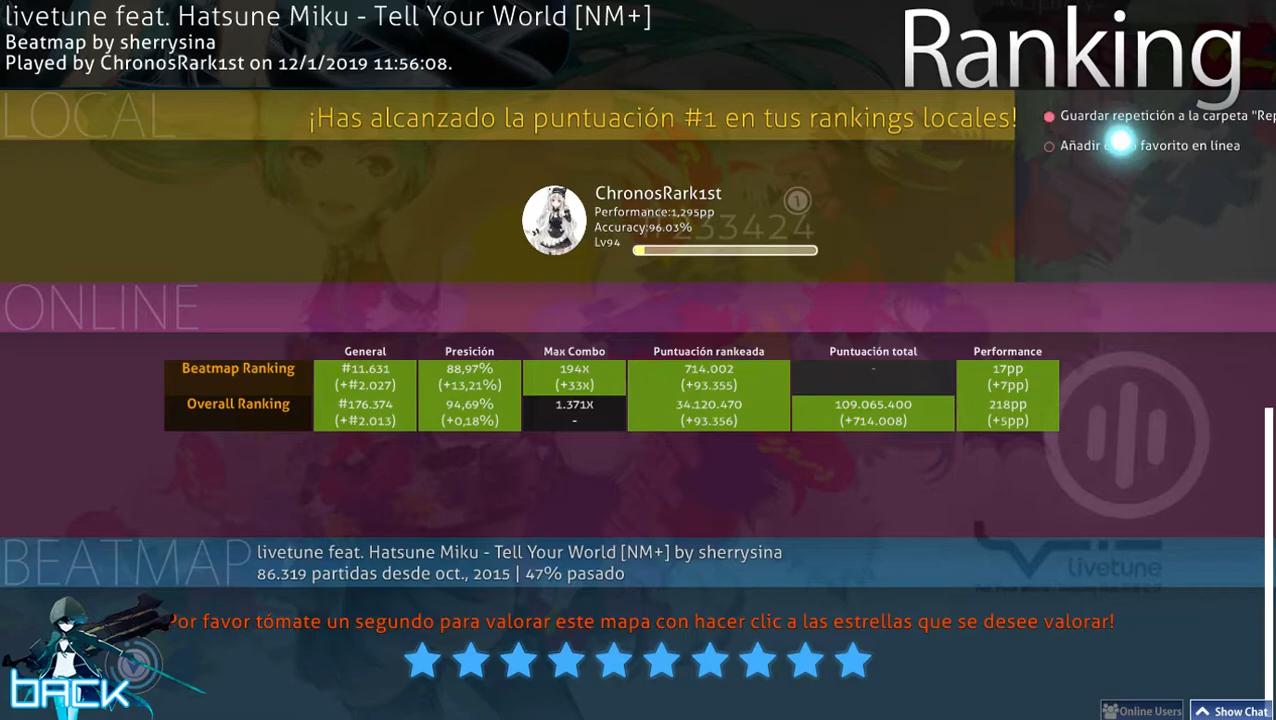 livetune feat. Hatsune Miku - Tell Your World [NM+]
Beatmap by sherrysina
Played by ChronosRark1st on 12/1/2019 11:56:08.
Ranking
LOCAL
¡Has alcanzado la puntuación #1 en tus rankings locales!
Guardar repetición a la carpeta "Rep
Añadir favorito en línea
ChronosRark1st
1
Performance:1,295pp
Accuracy:96.03%
#233424
Lv94
ONLINE
General Presición Max Combo Puntuación rankeada Puntuación total Performance
Beatmap Ranking #11.631 88,97% 194x 714.002 - 17pp
(+#2.027) (+13,21%) (+33x) (+93.355) (+7pp)
Overall Ranking #176.374 94,69% 1.371x 34.120.470 109.065.400 218pp
(+#2.013) (+0,18%) - (+93.356) (+714.008) (+5pp)
BEATMAP
livetune feat. Hatsune Miku - Tell Your World [NM+] by sherrysina
86.319 partidas desde oct., 2015 | 47% pasado
livetune
Por favor tómate un segundo para valorar este mapa con hacer clic a las estrellas que se desee valorar!
BACK
Online Users
Show Chat